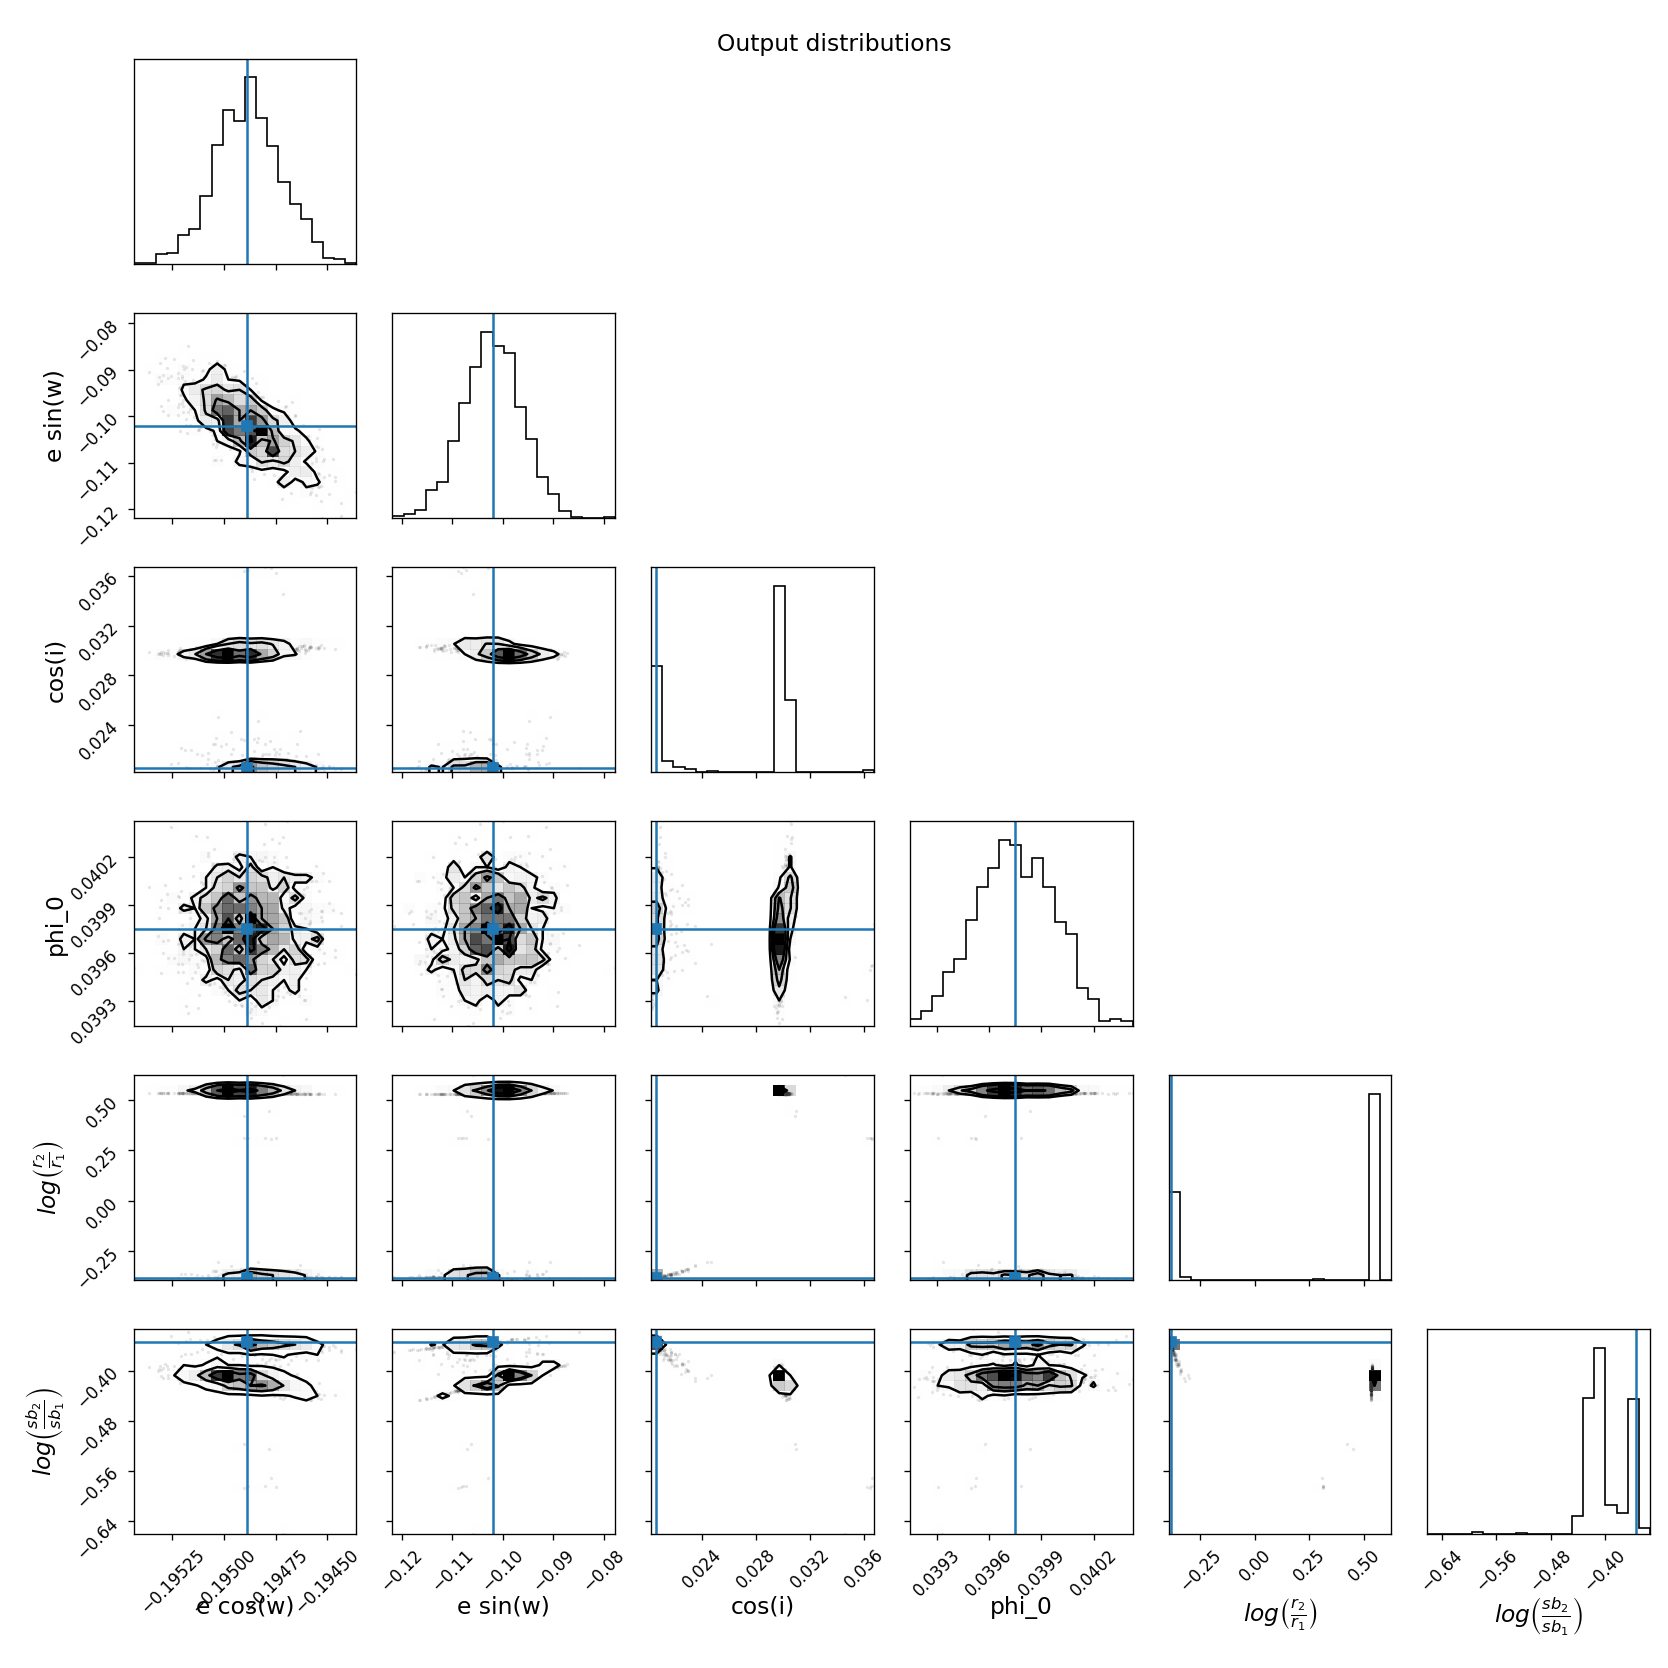 Output distributions
−0.08
−0.09
−0.10
−0.11
−0.12
e sin(w)
0.036
0.032
0.028
0.024
cos(i)
0.0402
0.0399
0.0396
0.0393
phi_0
0.50
0.25
0.00
−0.25
log(r₂/r₁)
−0.40
−0.48
−0.56
−0.64
log(sb₂/sb₁)
−0.19525 −0.19500 −0.19475 −0.19450
e cos(w)
−0.12 −0.11 −0.10 −0.09 −0.08
e sin(w)
0.024 0.028 0.032 0.036
cos(i)
0.0393 0.0396 0.0399 0.0402
phi_0
−0.25 0.00 0.25 0.50
log(r₂/r₁)
−0.64 −0.56 −0.48 −0.40
log(sb₂/sb₁)